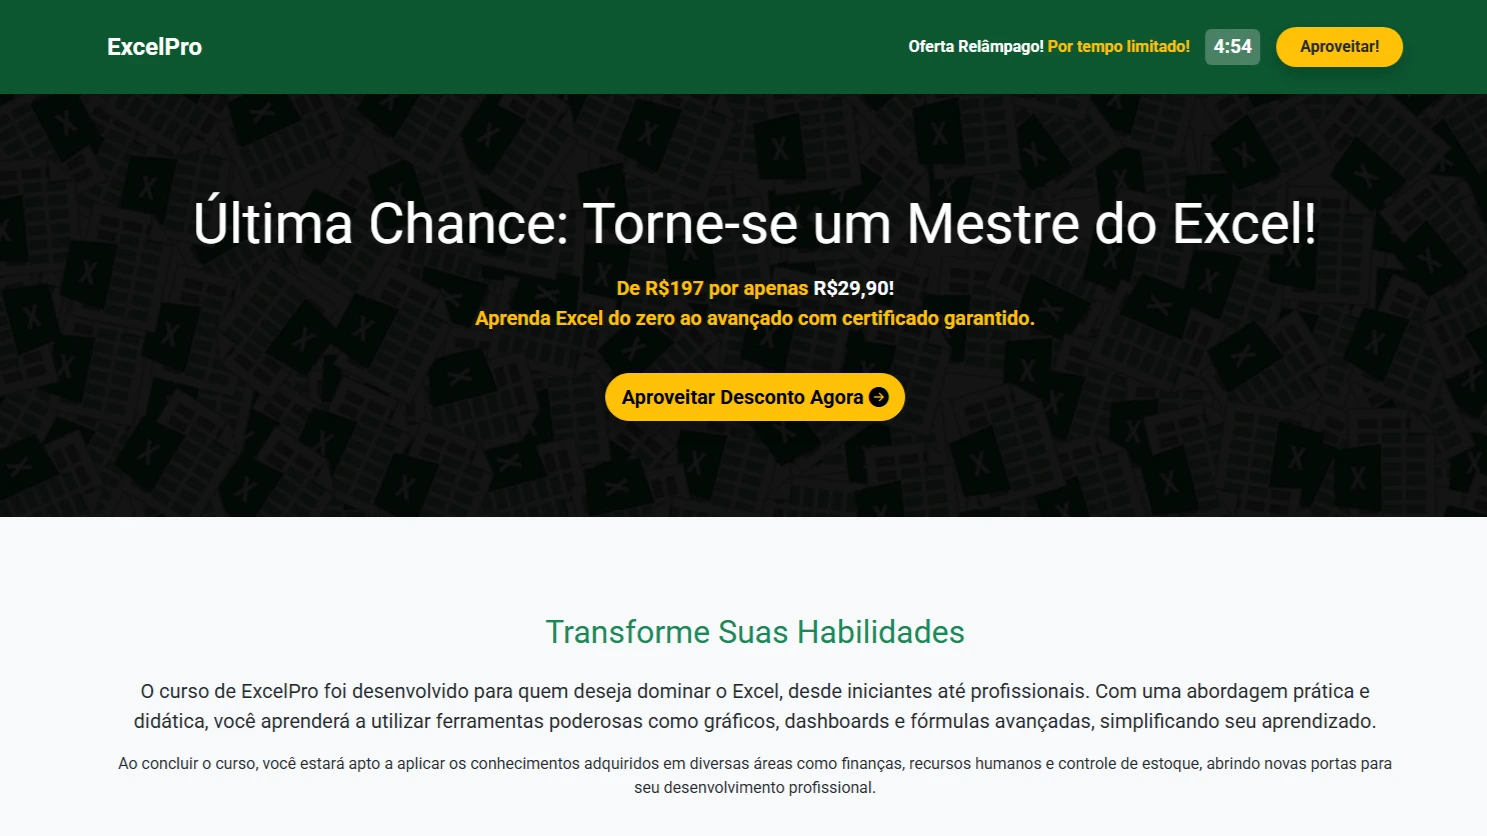 ExcelPro
Oferta Relâmpago! Por tempo limitado!
4:54
Aproveitar!
Última Chance: Torne-se um Mestre do Excel!
De R$197 por apenas R$29,90!
Aprenda Excel do zero ao avançado com certificado garantido.
Aproveitar Desconto Agora
Transforme Suas Habilidades
O curso de ExcelPro foi desenvolvido para quem deseja dominar o Excel, desde iniciantes até profissionais. Com uma abordagem prática e
didática, você aprenderá a utilizar ferramentas poderosas como gráficos, dashboards e fórmulas avançadas, simplificando seu aprendizado.
Ao concluir o curso, você estará apto a aplicar os conhecimentos adquiridos em diversas áreas como finanças, recursos humanos e controle de estoque, abrindo novas portas para
seu desenvolvimento profissional.